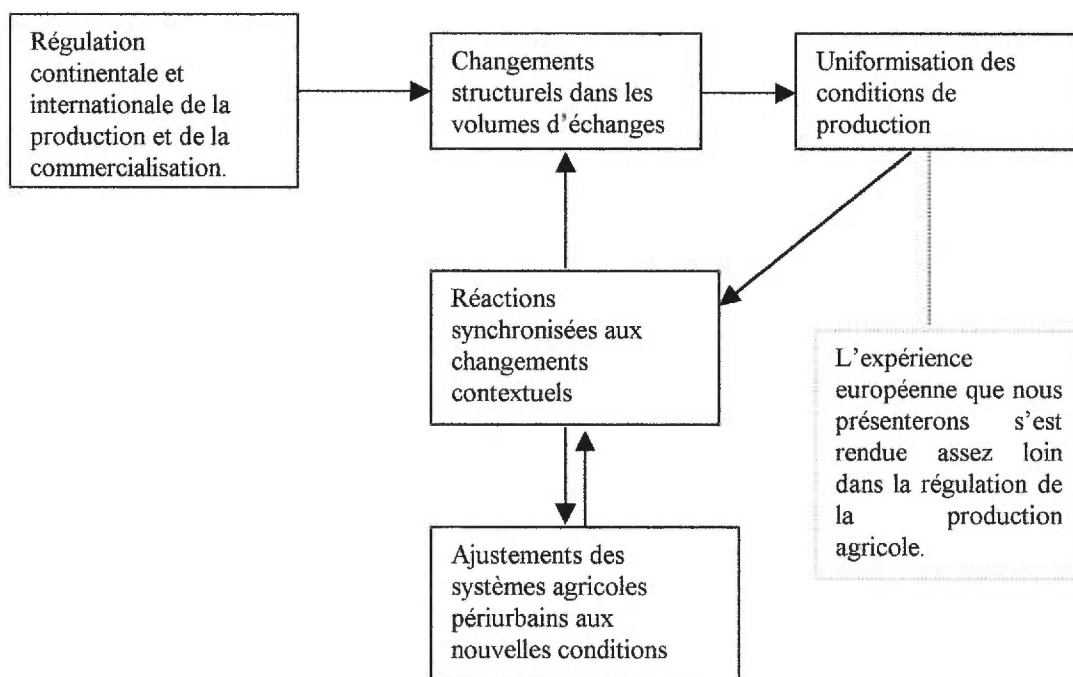 Régulation
continentale et
internationale de la
production et de la
commercialisation.
Changements
structurels dans les
volumes d'échanges
Uniformisation des
conditions de
production
Réactions
synchronisées aux
changements
contextuels
L'expérience
européenne que nous
présenterons s'est
rendue assez loin
dans la régulation de
la production
agricole.
Ajustements des
systèmes agricoles
périurbains aux
nouvelles conditions